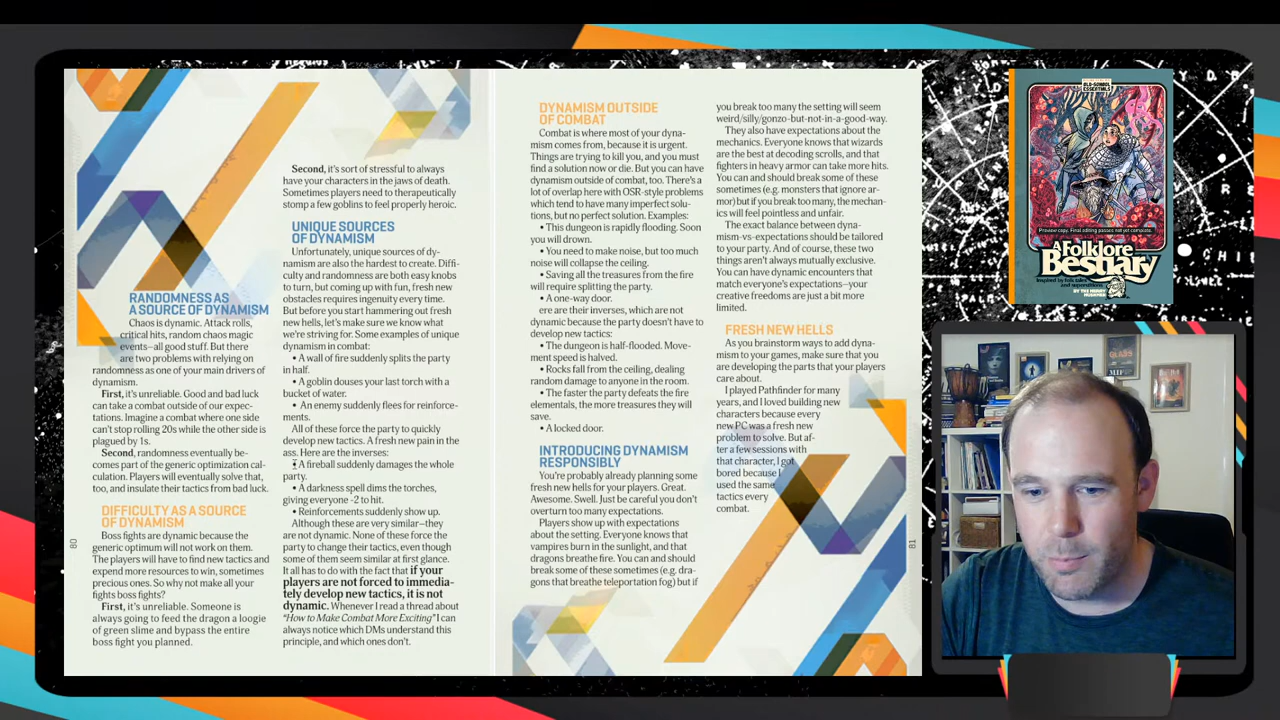 RANDOMNESS AS
A SOURCE OF DYNAMISM
Chaos is dynamic. Attack rolls,
critical hits, random chaos magic
events—all good stuff. But there
are two problems with relying on
randomness as one of your main drivers of
dynamism.
First, it's unreliable. Good and bad luck
can take a combat outside of our expec-
tations. Imagine a combat where one side
can't stop rolling 20s while the other side is
plagued by 1s.
Second, randomness eventually be-
comes part of the generic optimization cal-
culation. Players will eventually solve that,
too, and insulate their tactics from bad luck.
DIFFICULTY AS A SOURCE
OF DYNAMISM
Boss fights are dynamic because the
generic optimum will not work on them.
The players will have to find new tactics and
expend more resources to win, sometimes
precious ones. So why not make all your
fights boss fights?
First, it's unreliable. Someone is
always going to feed the dragon a loogie
of green slime and bypass the entire
boss fight you planned.
80
Second, it's sort of stressful to always
have your characters in the jaws of death.
Sometimes players need to therapeutically
stomp a few goblins to feel properly heroic.
UNIQUE SOURCES
OF DYNAMISM
Unfortunately, unique sources of dy-
namism are also the hardest to create. Diffi-
culty and randomness are both easy knobs
to turn, but coming up with fun, fresh new
obstacles requires ingenuity every time.
But before you start hammering out fresh
new hells, let's make sure we know what
we're striving for. Some examples of unique
dynamism in combat:
• A wall of fire suddenly splits the party
in half.
• A goblin douses your last torch with a
bucket of water.
• An enemy suddenly flees for reinforce-
ments.
All of these force the party to quickly
develop new tactics. A fresh new pain in the
ass. Here are the inverses:
• A fireball suddenly damages the whole
party.
• A darkness spell dims the torches,
giving everyone -2 to hit.
• Reinforcements suddenly show up.
Although these are very similar—they
are not dynamic. None of these force the
party to change their tactics, even though
some of them seem similar at first glance.
It all has to do with the fact that if your
players are not forced to immedia-
tely develop new tactics, it is not
dynamic. Whenever I read a thread about
"How to Make Combat More Exciting" I can
always notice which DMs understand this
principle, and which ones don't.
DYNAMISM OUTSIDE
OF COMBAT
Combat is where most of your dyna-
mism comes from, because it is urgent.
Things are trying to kill you, and you must
find a solution now or die. But you can have
dynamism outside of combat, too. There's a
lot of overlap here with OSR-style problems
which tend to have many imperfect solu-
tions, but no perfect solution. Examples:
• This dungeon is rapidly flooding. Soon
you will drown.
• You need to make noise, but too much
noise will collapse the ceiling.
• Saving all the treasures from the fire
will require splitting the party.
• A one-way door.
ere are their inverses, which are not
dynamic because the party doesn't have to
develop new tactics:
• The dungeon is half-flooded. Move-
ment speed is halved.
• Rocks fall from the ceiling, dealing
random damage to anyone in the room.
• The faster the party defeats the fire
elementals, the more treasures they will
save.
• A locked door.
INTRODUCING DYNAMISM
RESPONSIBLY
You're probably already planning some
fresh new hells for your players. Great.
Awesome. Swell. Just be careful you don't
overturn too many expectations.
Players show up with expectations
about the setting. Everyone knows that
vampires burn in the sunlight, and that
dragons breathe fire. You can and should
break some of these sometimes (e.g. dra-
gons that breathe teleportation fog) but if
you break too many the setting will seem
weird/silly/gonzo-but-not-in-a-good-way.
They also have expectations about the
mechanics. Everyone knows that wizards
are the best at decoding scrolls, and that
fighters in heavy armor can take more hits.
You can and should break some of these
sometimes (e.g. monsters that ignore ar-
mor) but if you break too many, the mechan-
ics will feel pointless and unfair.
The exact balance between dyna-
mism-vs-expectations should be tailored
to your party. And of course, these two
things aren't always mutually exclusive.
You can have dynamic encounters that
match everyone's expectations—your
creative freedoms are just a bit more
limited.
FRESH NEW HELLS
As you brainstorm ways to add dyna-
mism to your games, make sure that you
are developing the parts that your players
care about.
I played Pathfinder for many
years, and I loved building new
characters because every
new PC was a fresh new
problem to solve. But af-
ter a few sessions with
that character, I got
bored because I
used the same
tactics every
combat.
81
OLD-SCHOOL
ESSENTIALS
Preview copy. Final editing passes not yet complete.
A Folklore
Bestiary